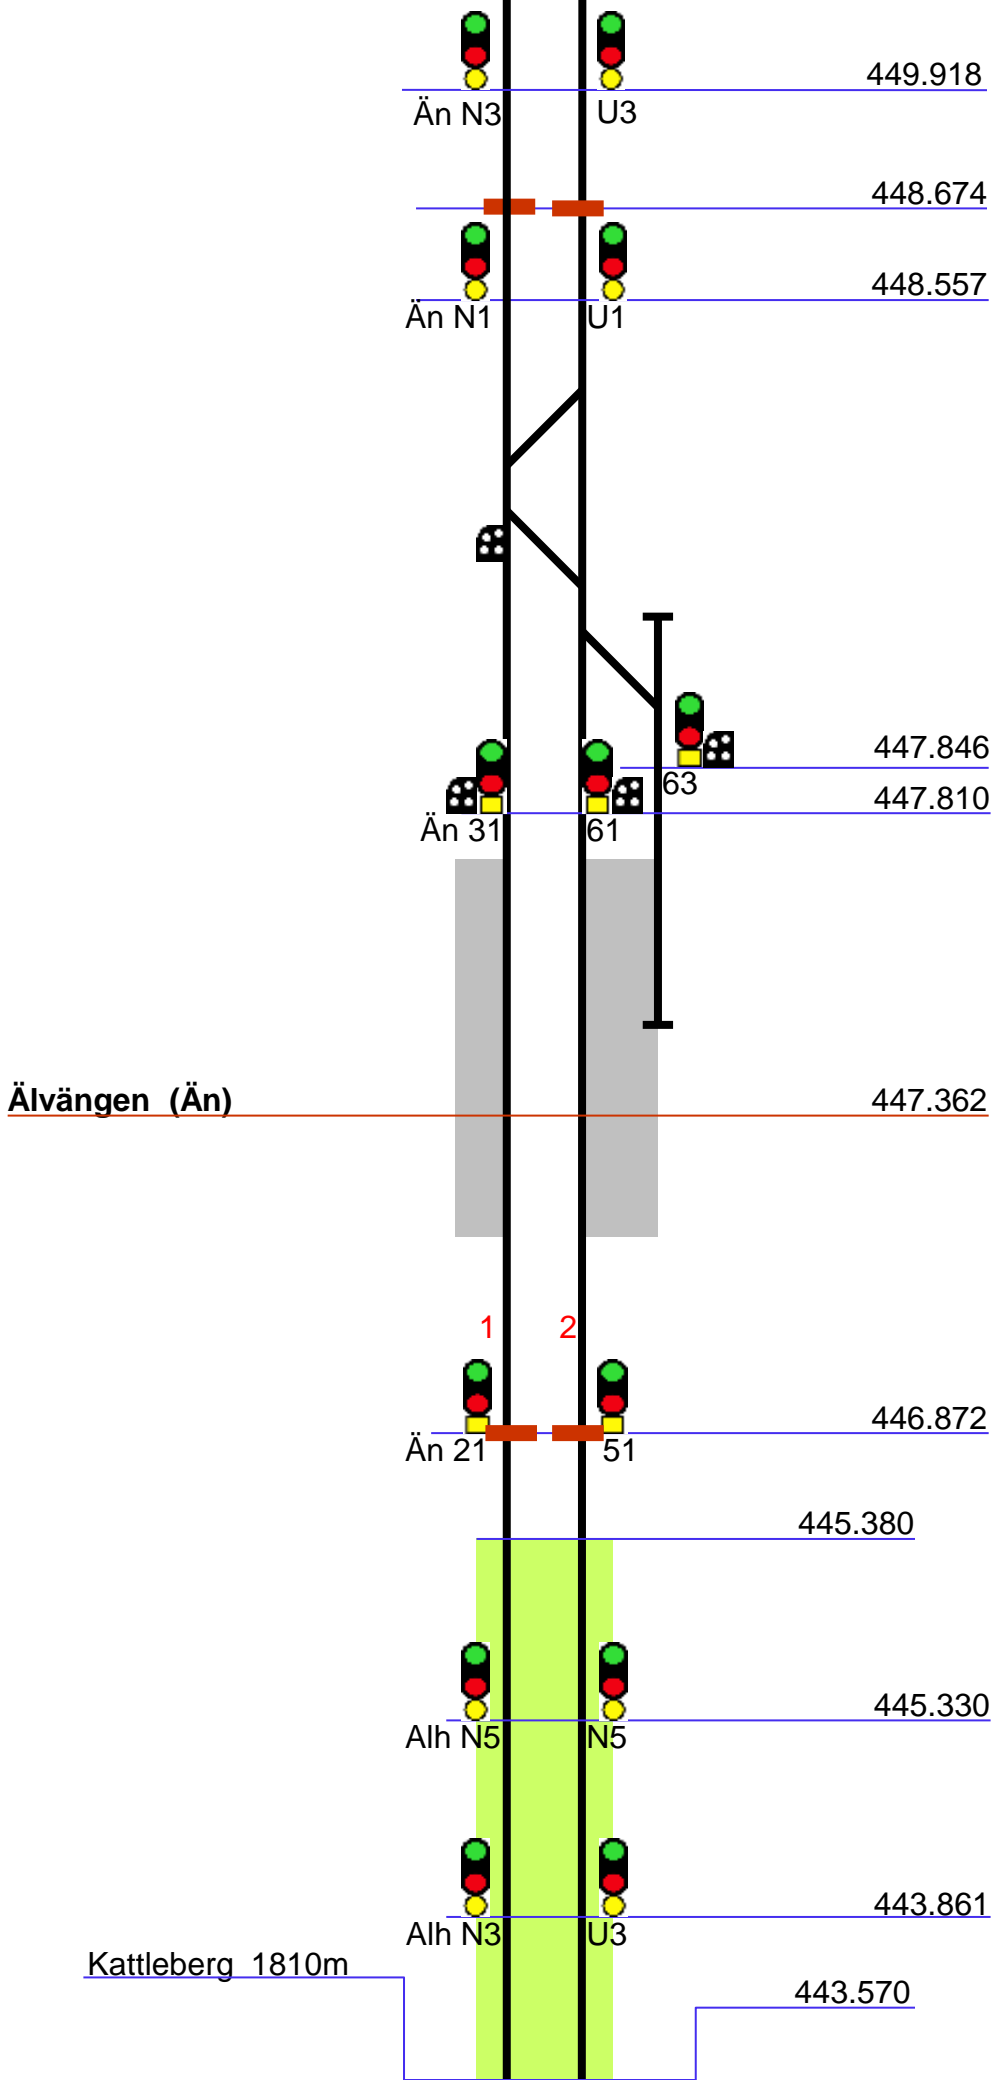 449.918
Än N3 U3
448.674
448.557
Än N1 U1
447.846
63
447.810
Än 31 61
Älvängen (Än) 447.362
1 2
446.872
Än 21 51
445.380
445.330
Alh N5 N5
443.861
Alh N3 U3
Kattleberg 1810m
443.570